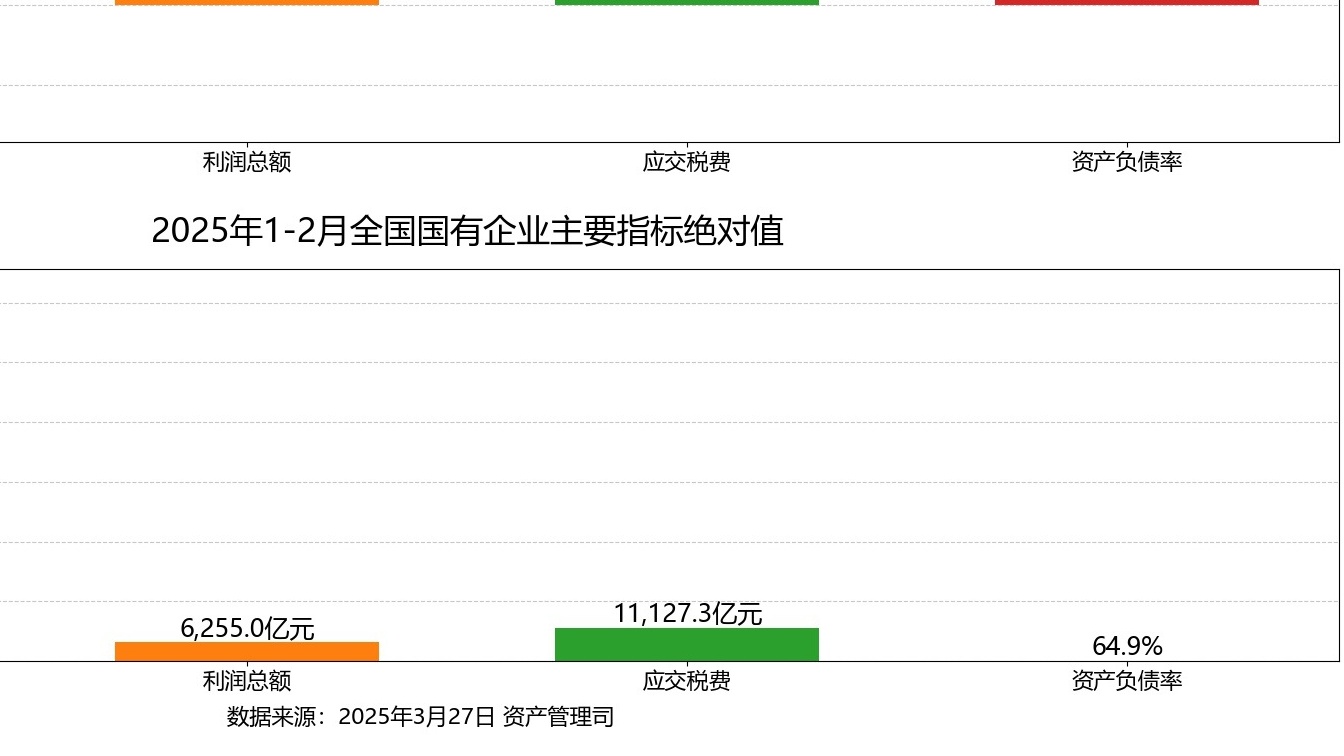 利润总额 应交税费 资产负债率
2025年1-2月全国国有企业主要指标绝对值
6,255.0亿元 11,127.3亿元 64.9%
利润总额 应交税费 资产负债率
数据来源：2025年3月27日 资产管理司